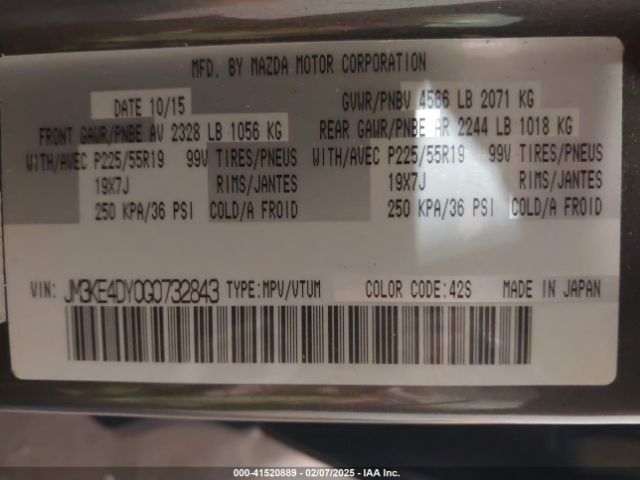 MFD. BY MAZDA MOTOR CORPORATION
DATE 10/15 GVWR/PNBV 4566 LB 2071 KG
FRONT GAWR/PNBE AV 2328 LB 1056 KG REAR GAWR/PNBE AR 2244 LB 1018 KG
WITH/AVEC P225/55R19 99V TIRES/PNEUS WITH/AVEC P225/55R19 99V TIRES/PNEUS
19X7J RIMS/JANTES 19X7J RIMS/JANTES
250 KPA/36 PSI COLD/A FROID 250 KPA/36 PSI COLD/A FROID
VIN: JM3KE4DY0G0732843 TYPE:MPV/VTUM COLOR CODE:42S MADE IN JAPAN
000-41520889 - 02/07/2025 - IAA Inc.